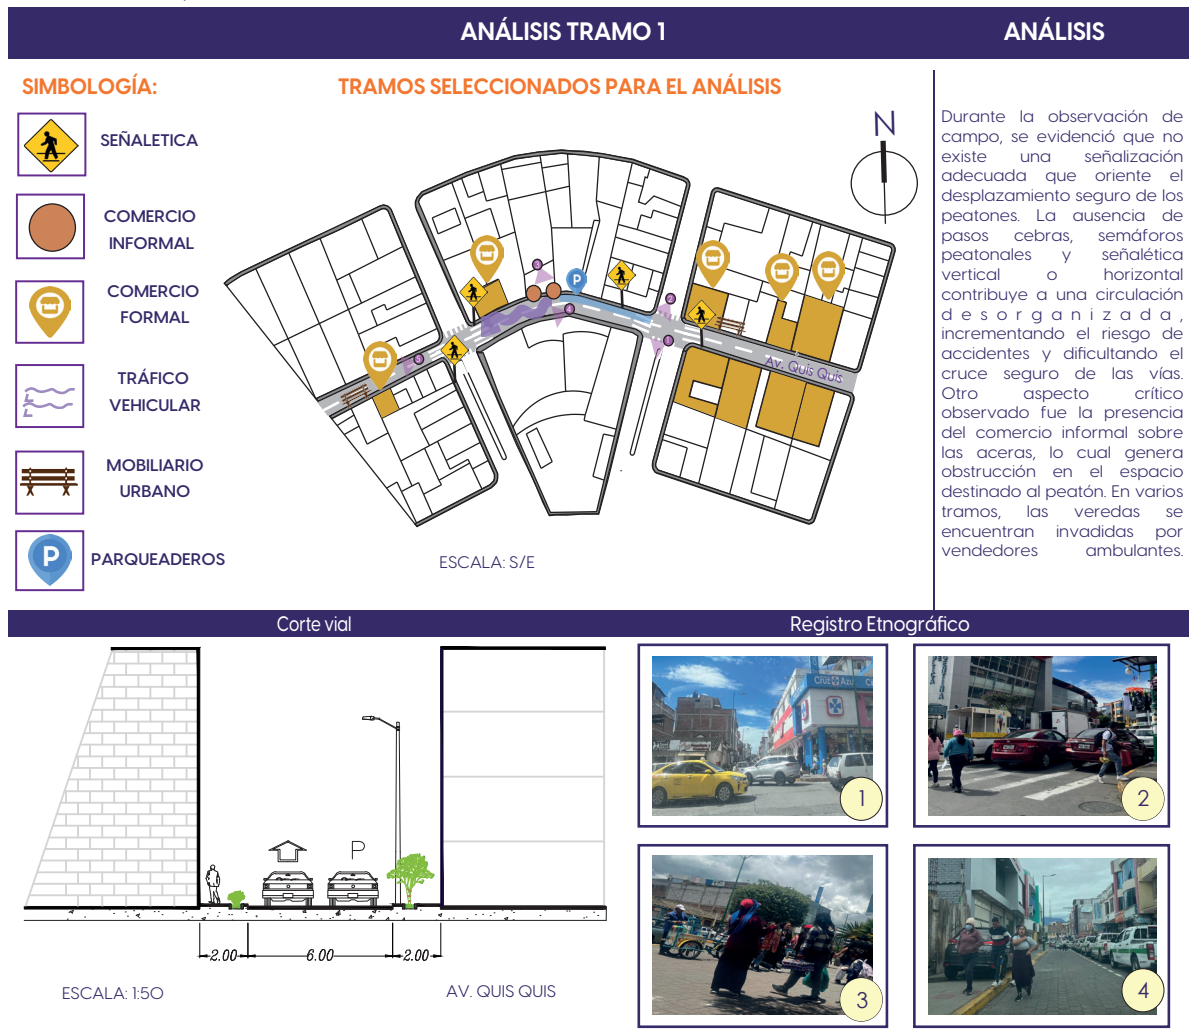 ANÁLISIS TRAMO 1
ANÁLISIS
SIMBOLOGÍA:
SEÑALETICA
COMERCIO
INFORMAL
COMERCIO
FORMAL
TRÁFICO
VEHICULAR
MOBILIARIO
URBANO
P
PARQUEADEROS
TRAMOS SELECCIONADOS PARA EL ANÁLISIS
N
P
3
4
2
1
Av. Quis Quis
ESCALA: S/E
Durante la observación de
campo, se evidenció que no
existe una señalización
adecuada que oriente el
desplazamiento seguro de los
peatones. La ausencia de
pasos cebras, semáforos
peatonales y señalética
vertical o horizontal
contribuye a una circulación
desorganizada,
incrementando el riesgo de
accidentes y dificultando el
cruce seguro de las vías.
Otro aspecto crítico
observado fue la presencia
del comercio informal sobre
las aceras, lo cual genera
obstrucción en el espacio
destinado al peatón. En varios
tramos, las veredas se
encuentran invadidas por
vendedores ambulantes.
Corte vial
P
2.00
6.00
2.00
ESCALA: 1:50
AV. QUIS QUIS
Registro Etnográfico
Cruz Azul
1
2
3
4